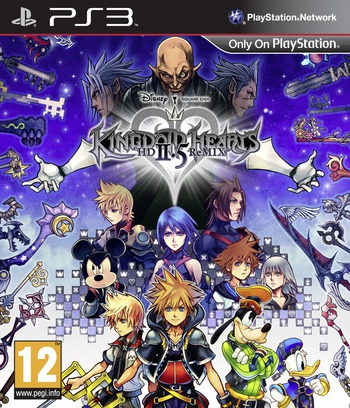 PS3
PlayStation Network
Only On PlayStation®
Disney SQUARE ENIX
KINGDOM HEARTS
HD II.5 ReMIX
12
www.pegi.info